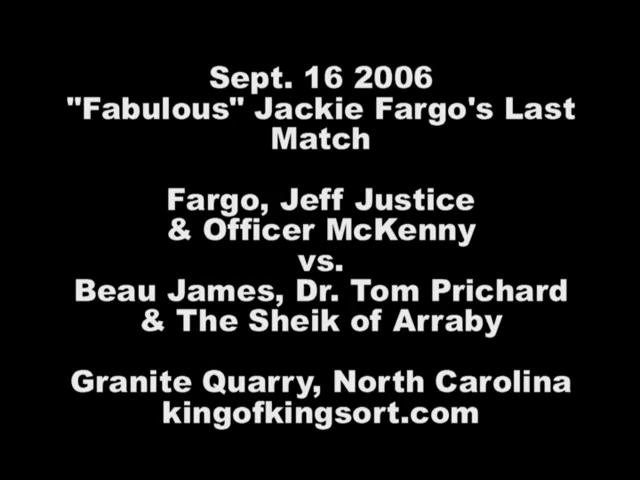 Sept. 16 2006
"Fabulous" Jackie Fargo's Last
Match
Fargo, Jeff Justice
& Officer McKenny
vs.
Beau James, Dr. Tom Prichard
& The Sheik of Arraby
Granite Quarry, North Carolina
kingofkingsort.com